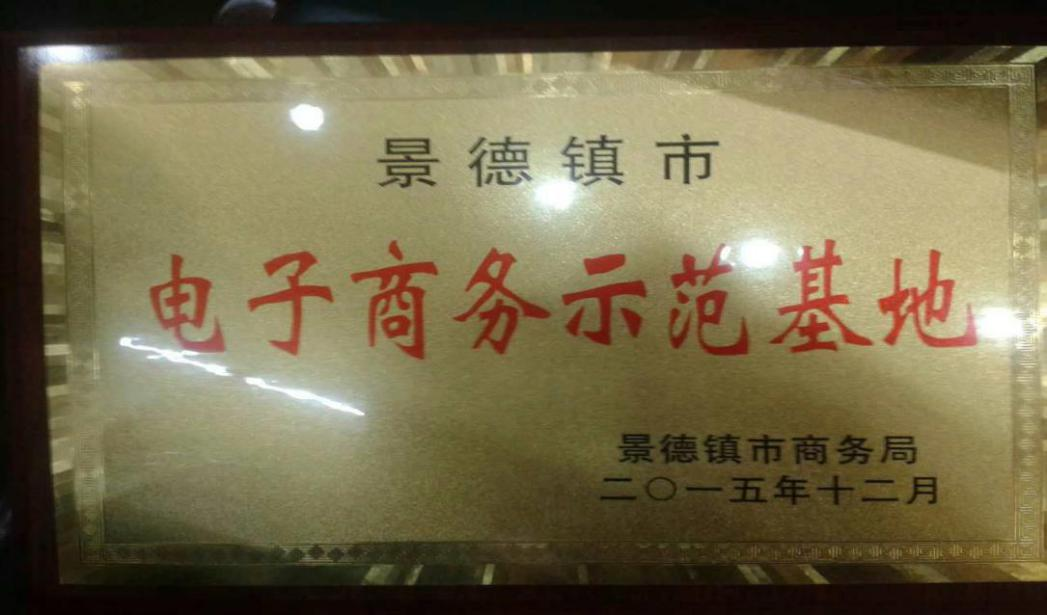 景德镇市
电子商务示范基地
景德镇市商务局
二〇一五年十二月